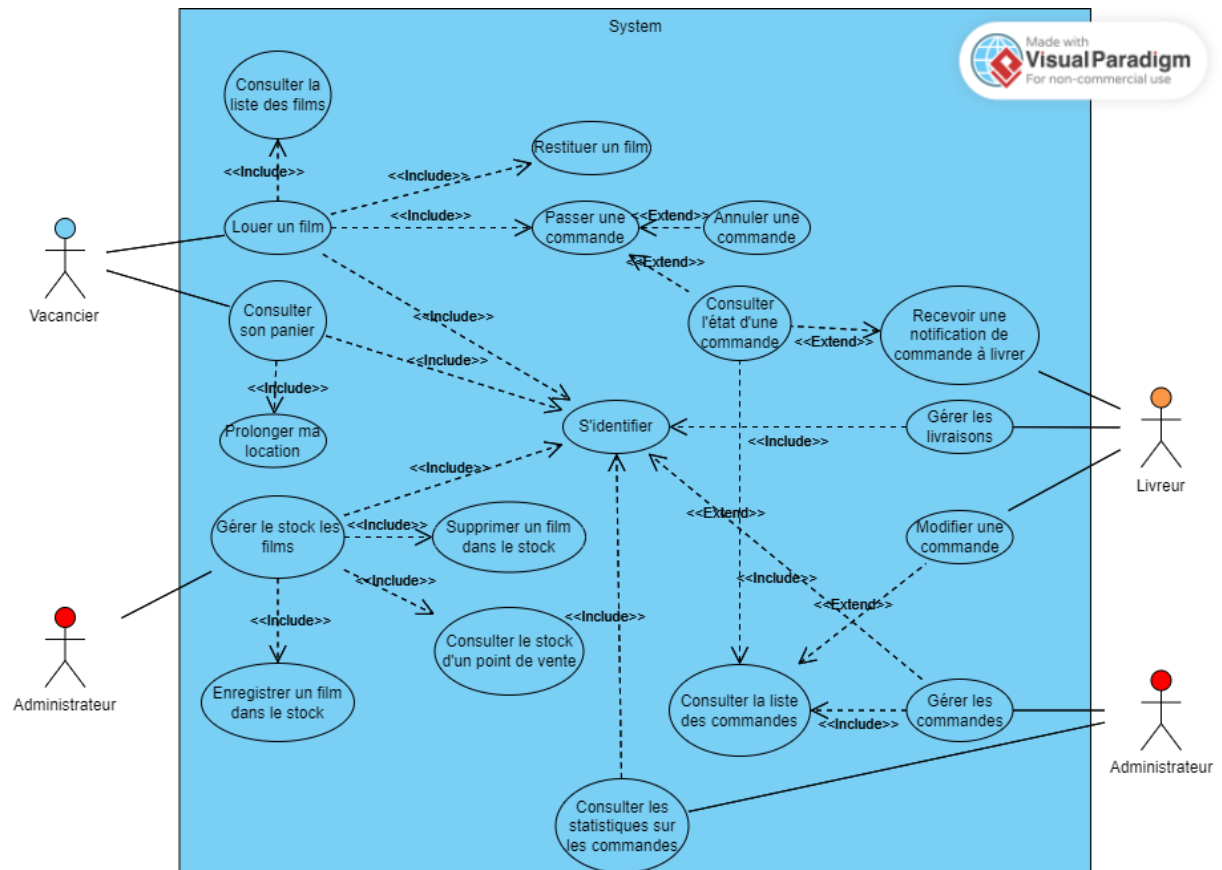 System
Made with
VisualParadigm
For non-commercial use
Consulter la
liste des films
<<Include>>
Restituer un film
<<Include>>
<<Include>>
Louer un film
Passer une
commande
<<Extend>>
Annuler une
commande
<<Extend>>
Vacancier
Consulter
son panier
<<Include>>
Consulter
l'état d'une
commande
<<Extend>>
Recevoir une
notification de
commande à livrer
<<Include>>
<<Include>>
Prolonger ma
location
S'identifier
<<Include>>
Gérer les
livraisons
Livreur
<<Include>>
<<Extend>>
Gérer le stock les
films
<<Include>>
Supprimer un film
dans le stock
Modifier une
commande
<<Include>>
<<Include>>
<<Include>>
<<Include>>
<<Extend>>
Consulter le stock
d'un point de vente
Administrateur
Enregistrer un film
dans le stock
Consulter la liste
des commandes
<<Include>>
Gérer les
commandes
Administrateur
Consulter les
statistiques sur
les commandes